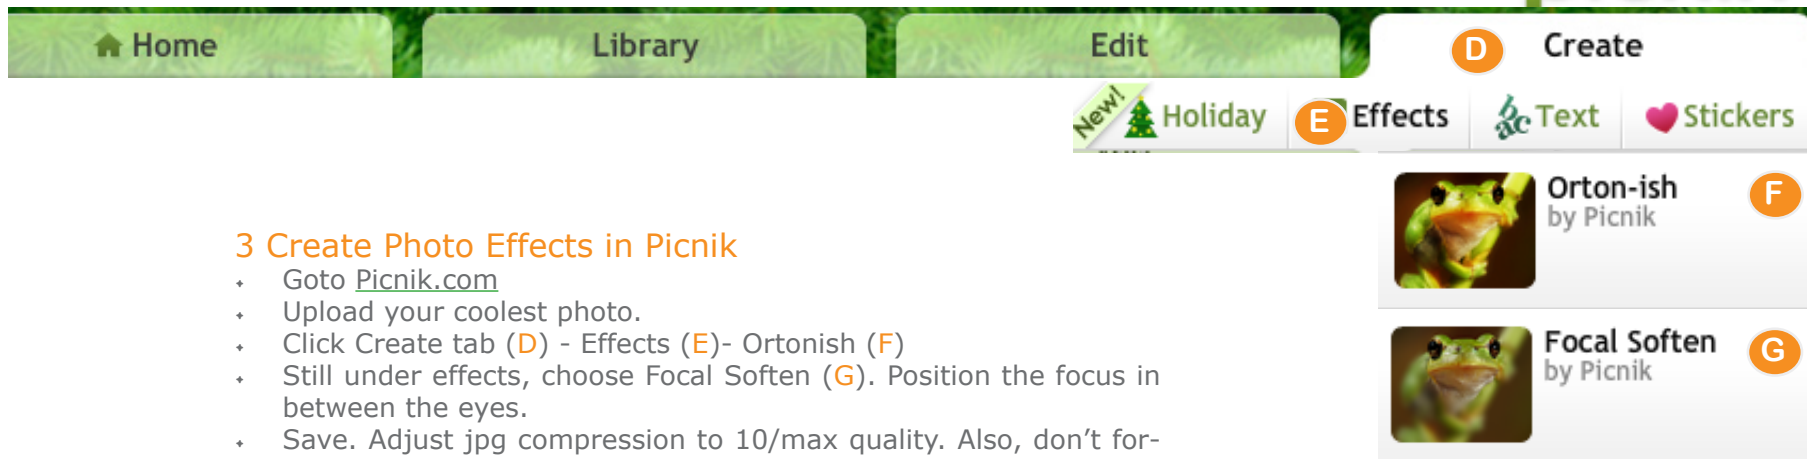 Home
Library
Edit
D
Create
New!
Holiday
E
Effects
bac
Text
Stickers
Orton-ish
by Picnik
F
3 Create Photo Effects in Picnik
Goto Picnik.com
Upload your coolest photo.
Click Create tab (D) - Effects (E)- Ortonish (F)
Still under effects, choose Focal Soften (G). Position the focus in
between the eyes.
Save. Adjust jpg compression to 10/max quality. Also, don’t for-
Focal Soften
by Picnik
G